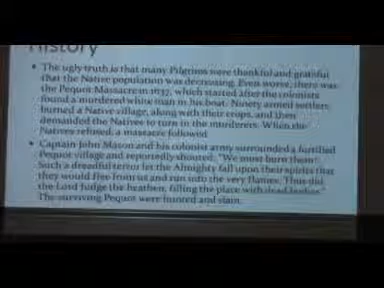 History
• The ugly truth is that many Pilgrims were thankful and grateful
that the Native population was decreasing. Even worse, there was
the Pequot Massacre in 1637, which started after the colonists
found a murdered white man in his boat. Ninety armed settlers
burned a Native village, along with their crops, and then
demanded the Natives to turn in the murderers. When the
Natives refused, a massacre followed
• Captain John Mason and his colonist army surrounded a fortified
Pequot village and reportedly shouted: "We must burn them!
Such a dreadful terror let the Almighty fall upon their spirits that
they would flee from us and run into the very flames. Thus did
the Lord Judge the heathen, filling the place with dead bodies."
The surviving Pequot were hunted and slain.